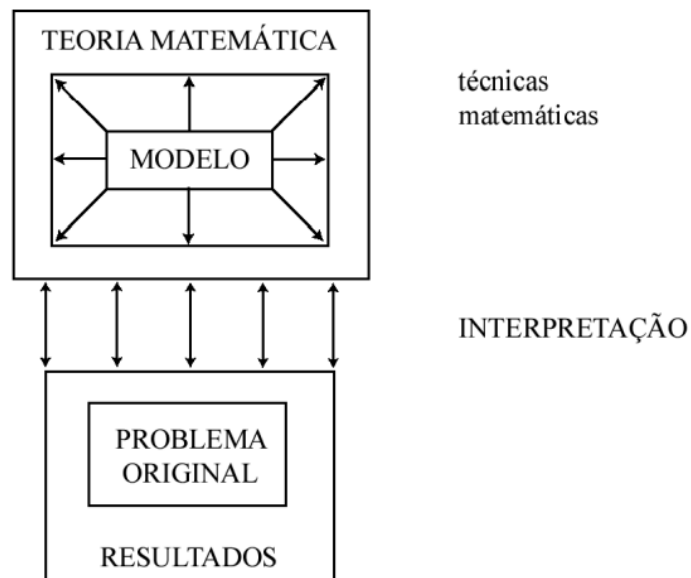 TEORIA MATEMÁTICA
técnicas
matemáticas
MODELO
INTERPRETAÇÃO
PROBLEMA
ORIGINAL
RESULTADOS